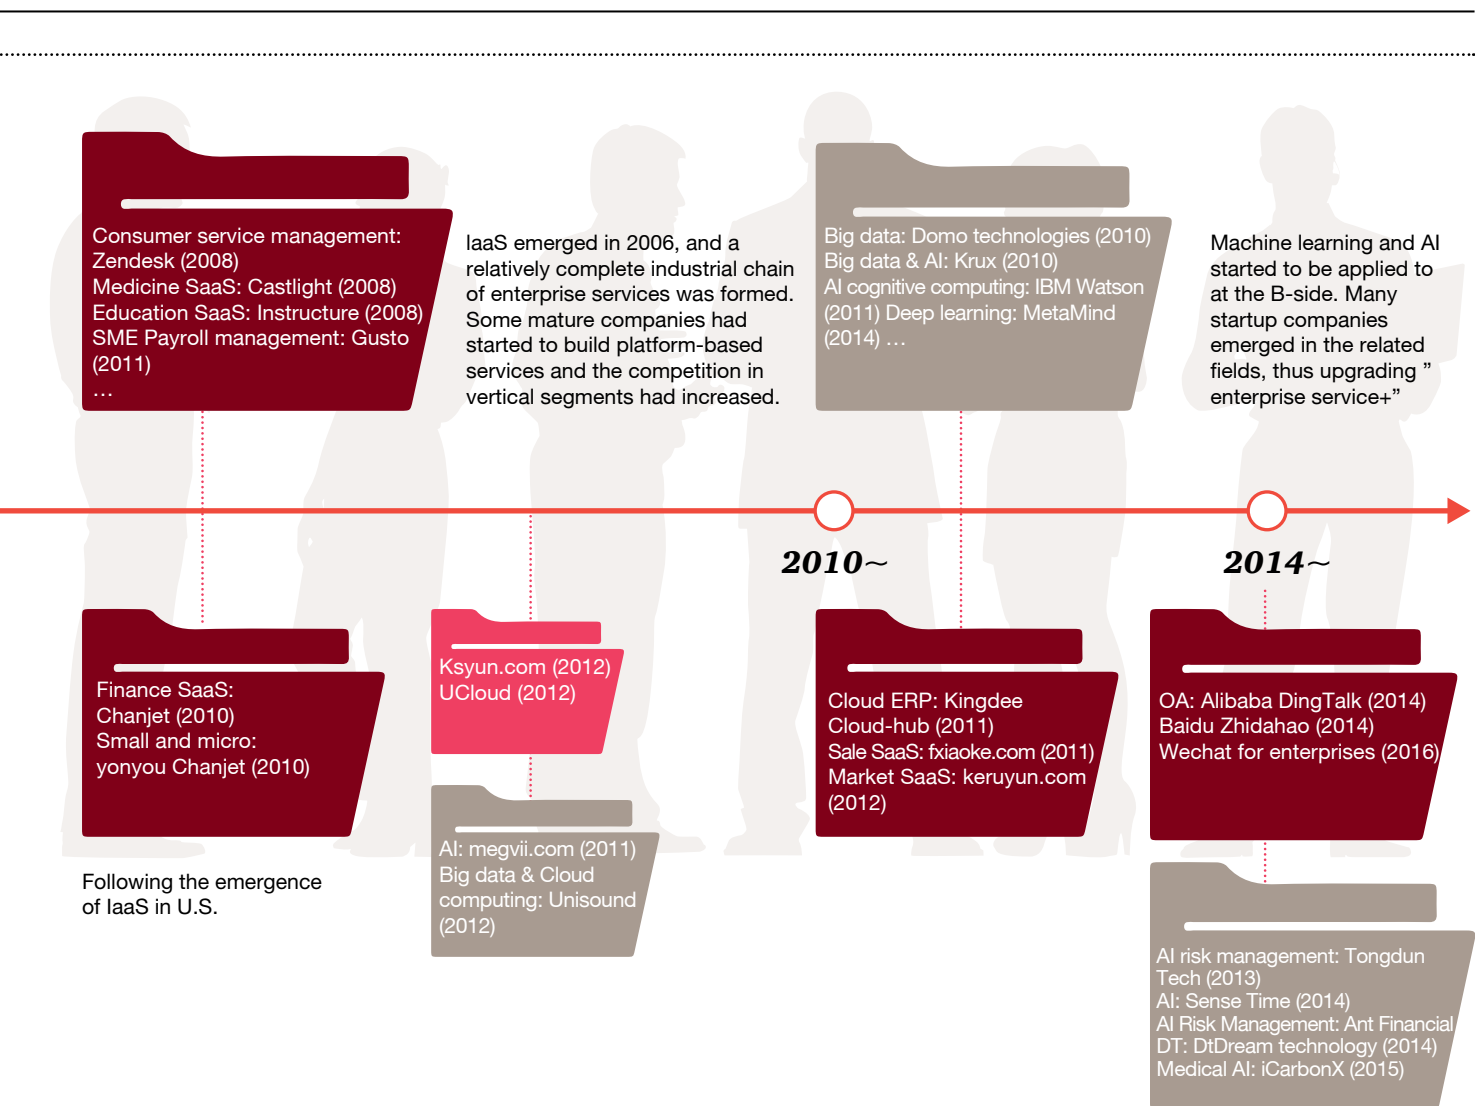 Consumer service management:
Zendesk (2008)
Medicine SaaS: Castlight (2008)
Education SaaS: Instructure (2008)
SME Payroll management: Gusto
(2011)
…
IaaS emerged in 2006, and a
relatively complete industrial chain
of enterprise services was formed.
Some mature companies had
started to build platform-based
services and the competition in
vertical segments had increased.
Big data: Domo technologies (2010)
Big data & AI: Krux (2010)
AI cognitive computing: IBM Watson
(2011) Deep learning: MetaMind
(2014) …
Machine learning and AI
started to be applied to
at the B-side. Many
startup companies
emerged in the related
fields, thus upgrading ”
enterprise service+”
2010~
2014~
Finance SaaS:
Chanjet (2010)
Small and micro:
yonyou Chanjet (2010)
Following the emergence
of IaaS in U.S.
Ksyun.com (2012)
UCloud (2012)
AI: megvii.com (2011)
Big data & Cloud
computing: Unisound
(2012)
Cloud ERP: Kingdee
Cloud-hub (2011)
Sale SaaS: fxiaoke.com (2011)
Market SaaS: keruyun.com
(2012)
OA: Alibaba DingTalk (2014)
Baidu Zhidahao (2014)
Wechat for enterprises (2016)
AI risk management: Tongdun
Tech (2013)
AI: Sense Time (2014)
AI Risk Management: Ant Financial
DT: DtDream technology (2014)
Medical AI: iCarbonX (2015)